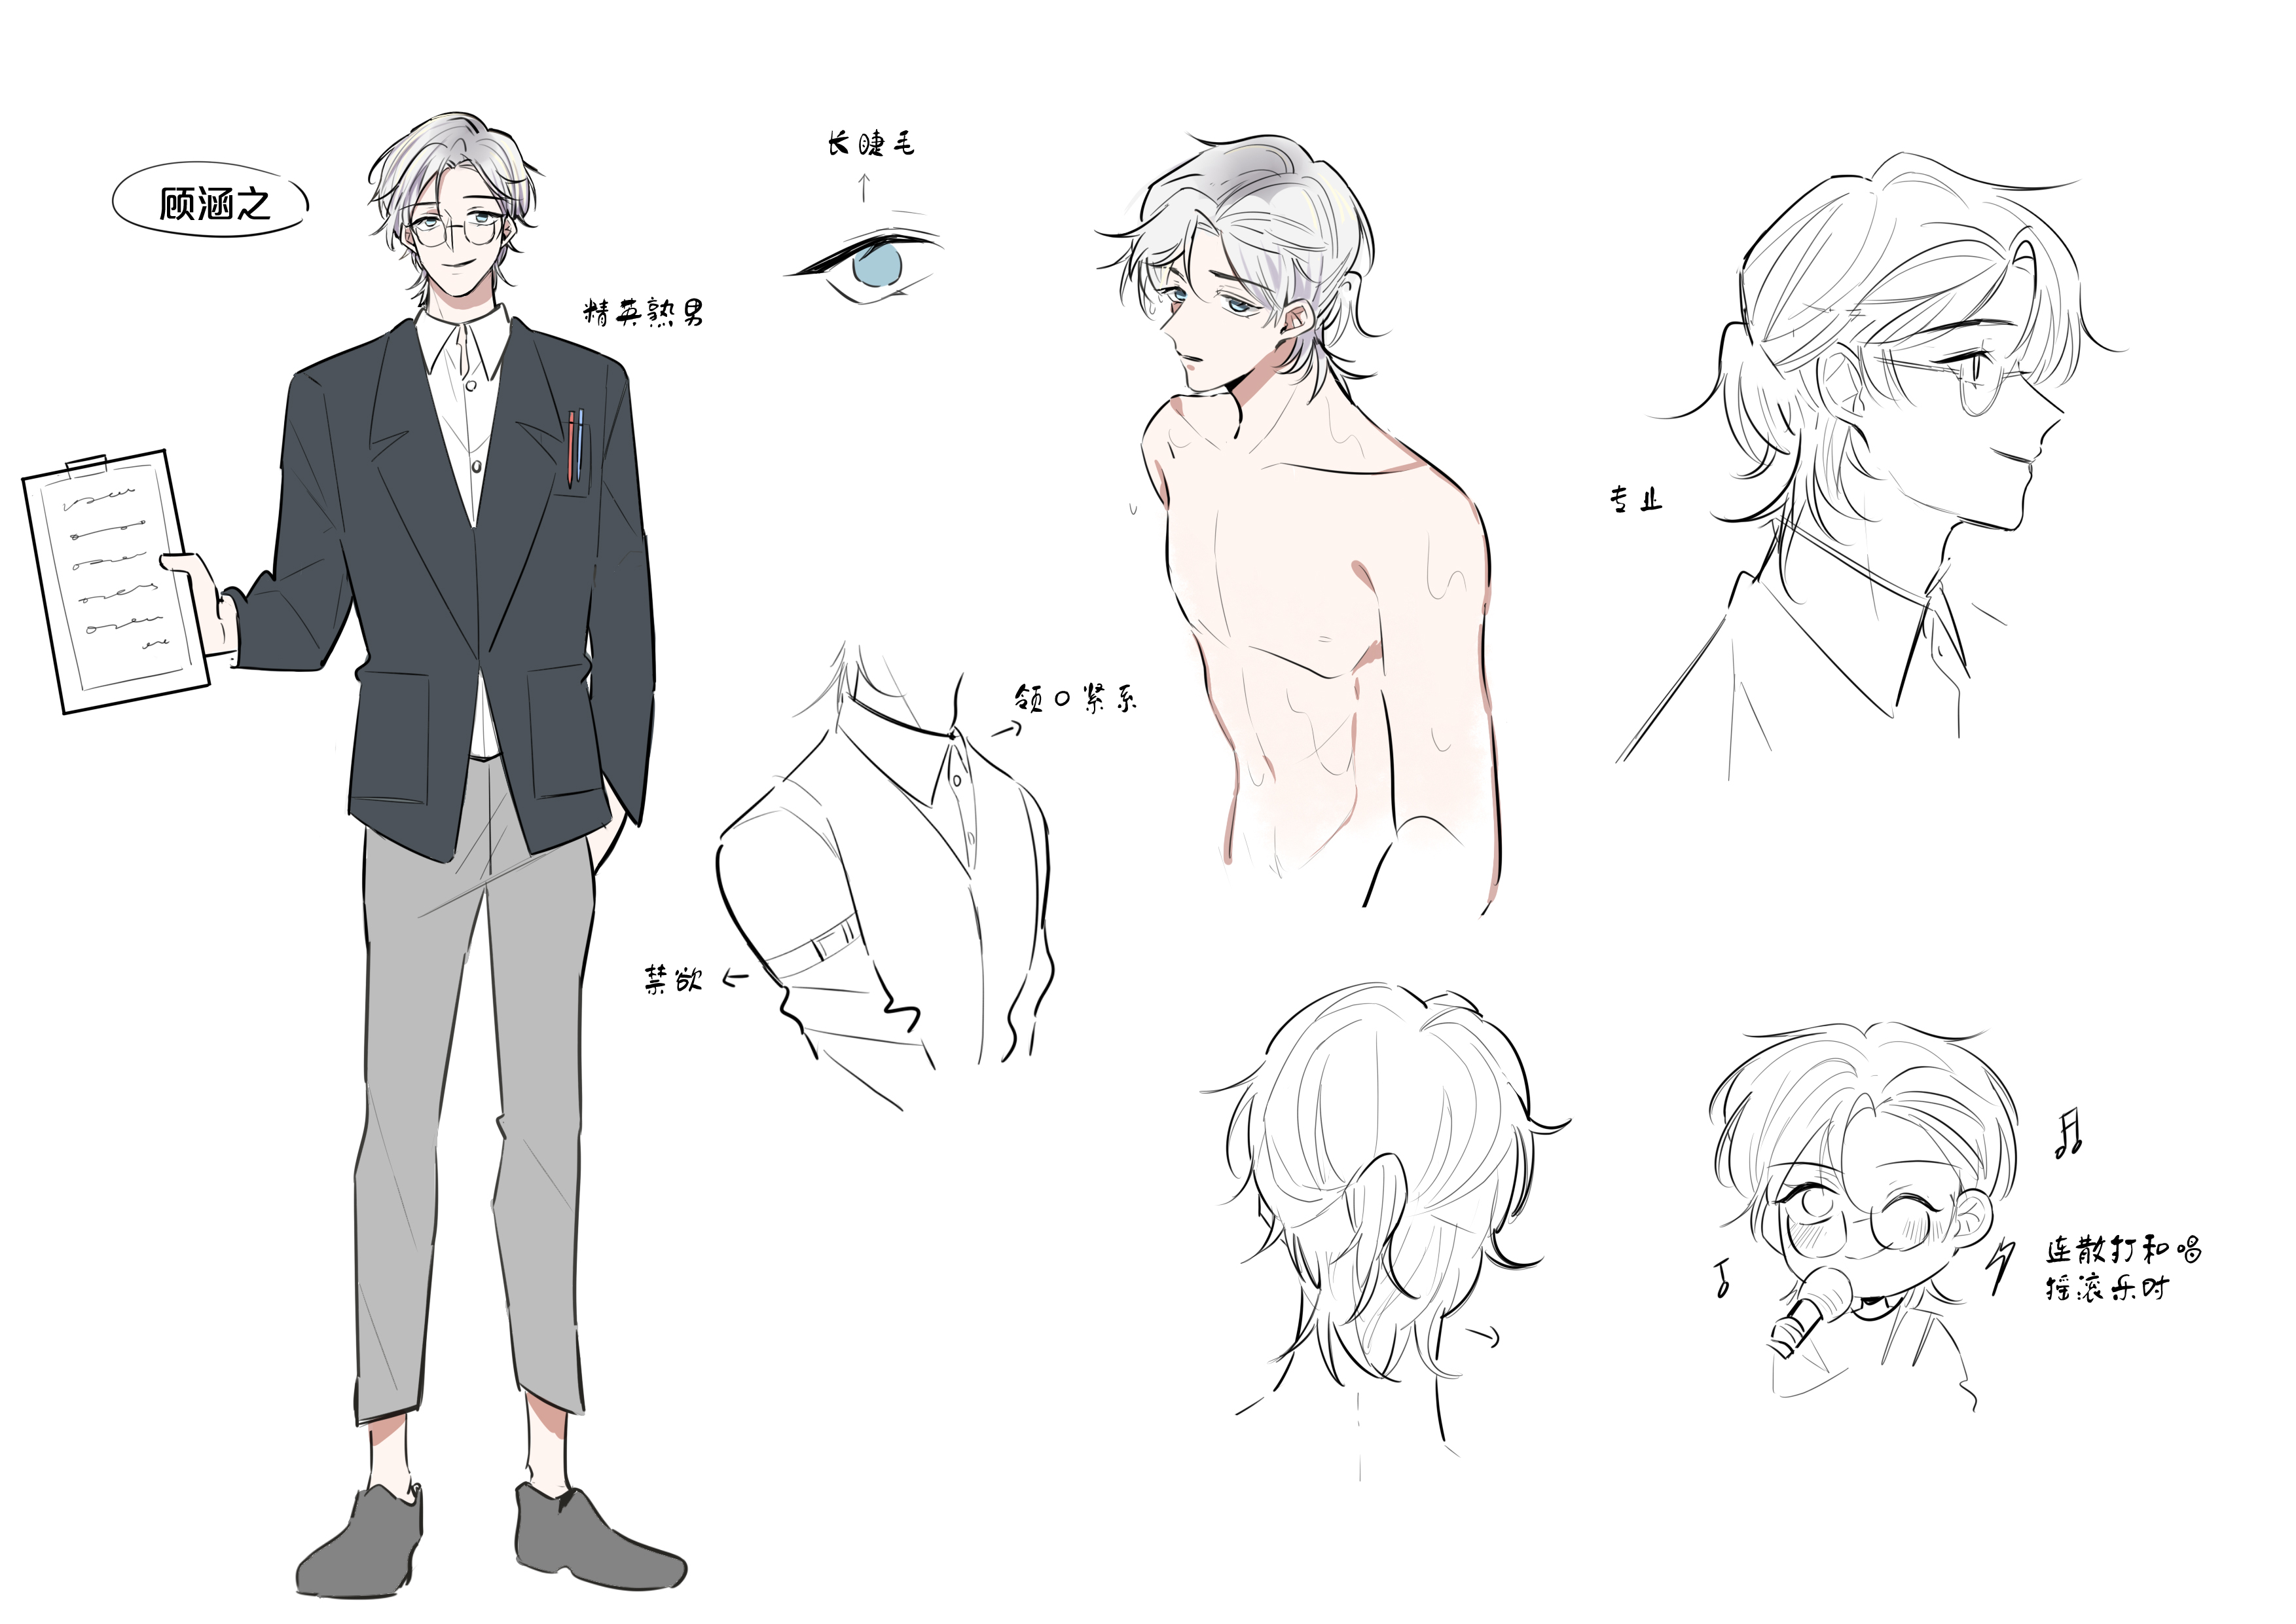 顾涵之
精英熟男
长睫毛
领口紧系
禁欲
专业
连散打和唱
摇滚乐时